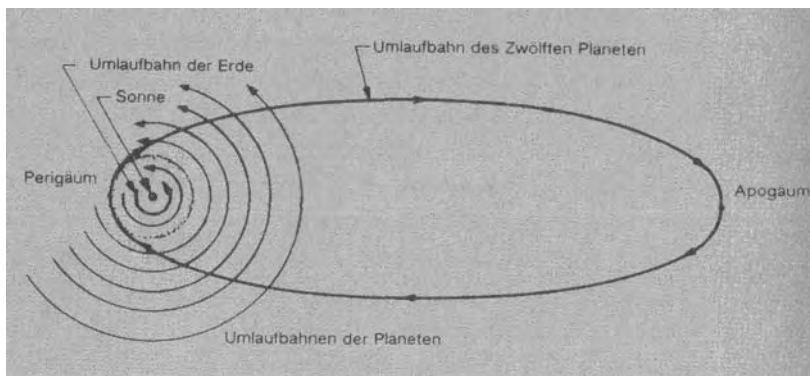 Umlaufbahn des Zwölften Planeten
Umlaufbahn der Erde
Sonne
Perigäum
Apogäum
Umlaufbahnen der Planeten